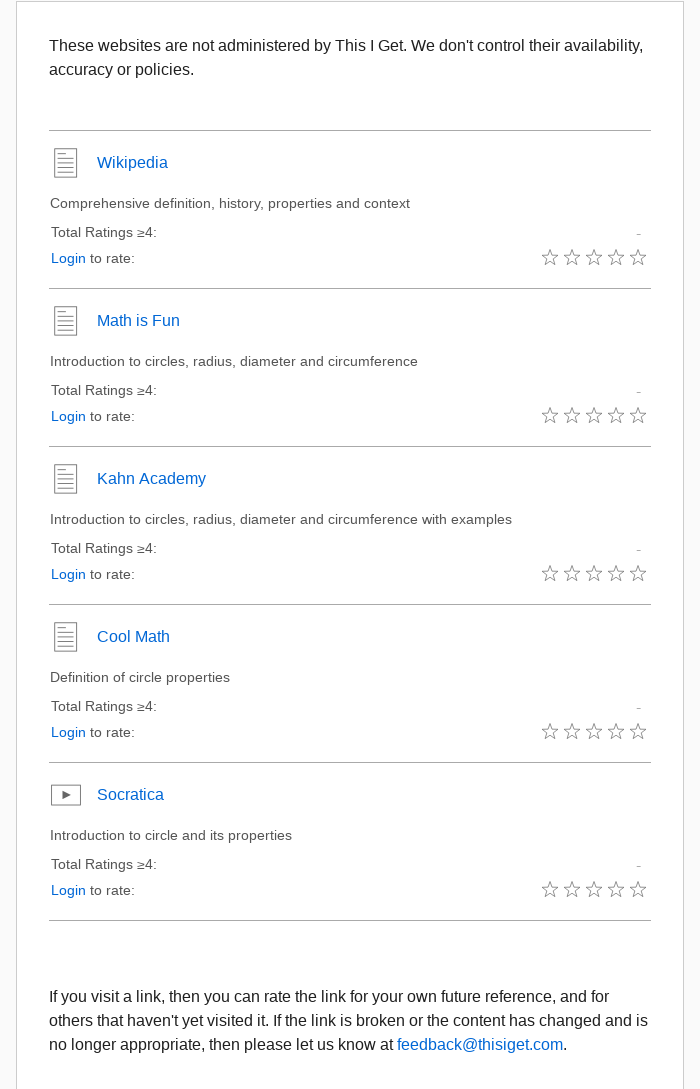 These websites are not administered by This I Get. We don't control their availability,
accuracy or policies.
Wikipedia
Comprehensive definition, history, properties and context
Total Ratings ≥4:
-
Login to rate:
Math is Fun
Introduction to circles, radius, diameter and circumference
Total Ratings ≥4:
-
Login to rate:
Kahn Academy
Introduction to circles, radius, diameter and circumference with examples
Total Ratings ≥4:
-
Login to rate:
Cool Math
Definition of circle properties
Total Ratings ≥4:
-
Login to rate:
Socratica
Introduction to circle and its properties
Total Ratings ≥4:
-
Login to rate:
If you visit a link, then you can rate the link for your own future reference, and for
others that haven't yet visited it. If the link is broken or the content has changed and is
no longer appropriate, then please let us know at feedback@thisiget.com.